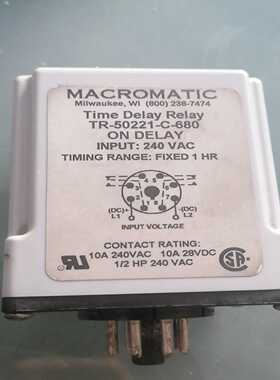 MACROMATIC
Milwaukee, WI (800) 238-7474
Time Delay Relay
TR-50221-C-680
ON DELAY
INPUT: 240 VAC
TIMING RANGE: FIXED 1 HR
(DC)- (DC)+
L1 L2
INPUT VOLTAGE
CONTACT RATING:
10A 240VAC 10A 28VDC
1/2 HP 240 VAC